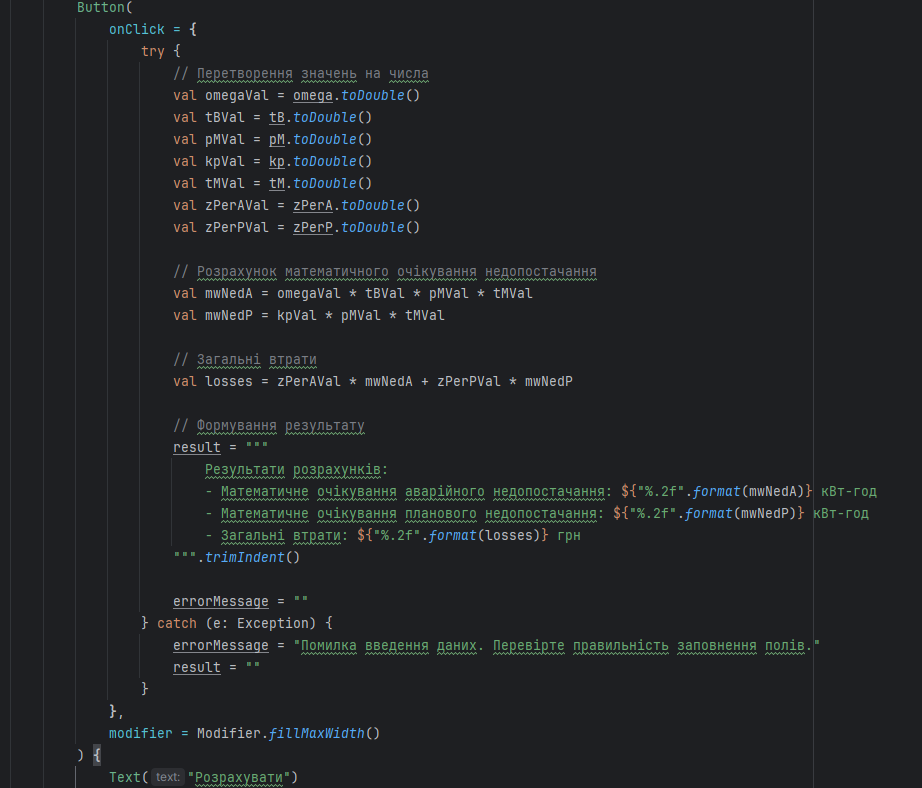 Button(
    onClick = {
        try {
            // Перетворення значень на числа
            val omegaVal = omega.toDouble()
            val tBVal = tB.toDouble()
            val pMVal = pM.toDouble()
            val kpVal = kp.toDouble()
            val tMVal = tM.toDouble()
            val zPerAVal = zPerA.toDouble()
            val zPerPVal = zPerP.toDouble()

            // Розрахунок математичного очікування недопостачання
            val mwNedA = omegaVal * tBVal * pMVal * tMVal
            val mwNedP = kpVal * pMVal * tMVal

            // Загальні втрати
            val losses = zPerAVal * mwNedA + zPerPVal * mwNedP

            // Формування результату
            result = """
                Результати розрахунків:
                - Математичне очікування аварійного недопостачання: ${"%.2f".format(mwNedA)} кВт-год
                - Математичне очікування планового недопостачання: ${"%.2f".format(mwNedP)} кВт-год
                - Загальні втрати: ${"%.2f".format(losses)} грн
            """.trimIndent()

            errorMessage = ""
        } catch (e: Exception) {
            errorMessage = "Помилка введення даних. Перевірте правильність заповнення полів."
            result = ""
        }
    },
    modifier = Modifier.fillMaxWidth()
) {
    Text( text: "Розрахувати")